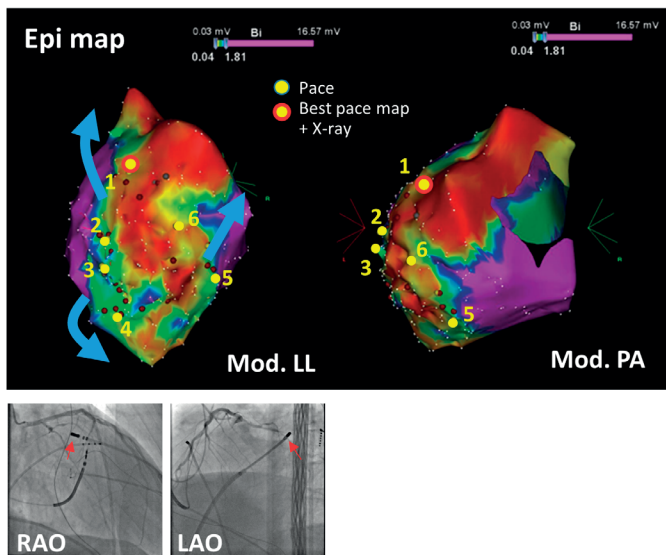 Epi map
0.03 mV Bi 16.57 mV
0.04 1.81
0.03 mV Bi 16.57 mV
0.04 1.81
Pace
Best pace map
+ X-ray
1
2
3
4
5
6
Mod. LL
1
2
3
6
5
Mod. PA
RAO
LAO